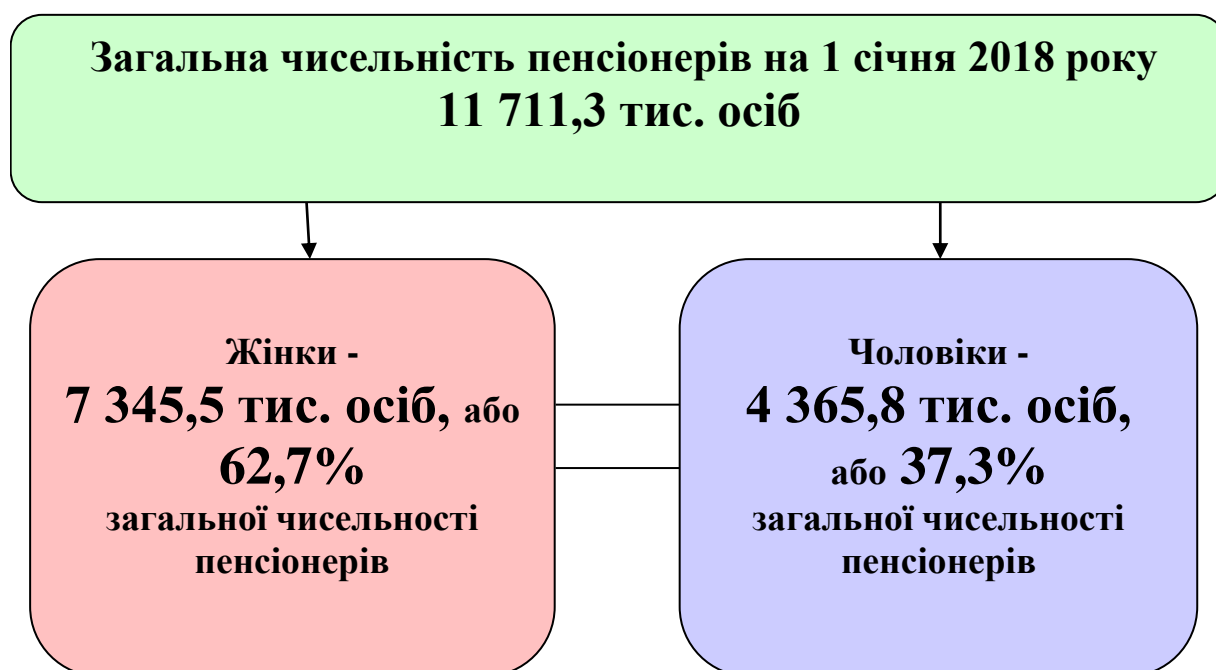 Загальна чисельність пенсіонерів на 1 січня 2018 року
11 711,3 тис. осіб
Жінки -
7 345,5 тис. осіб, або
62,7%
загальної чисельності
пенсіонерів
Чоловіки -
4 365,8 тис. осіб,
або 37,3%
загальної чисельності
пенсіонерів